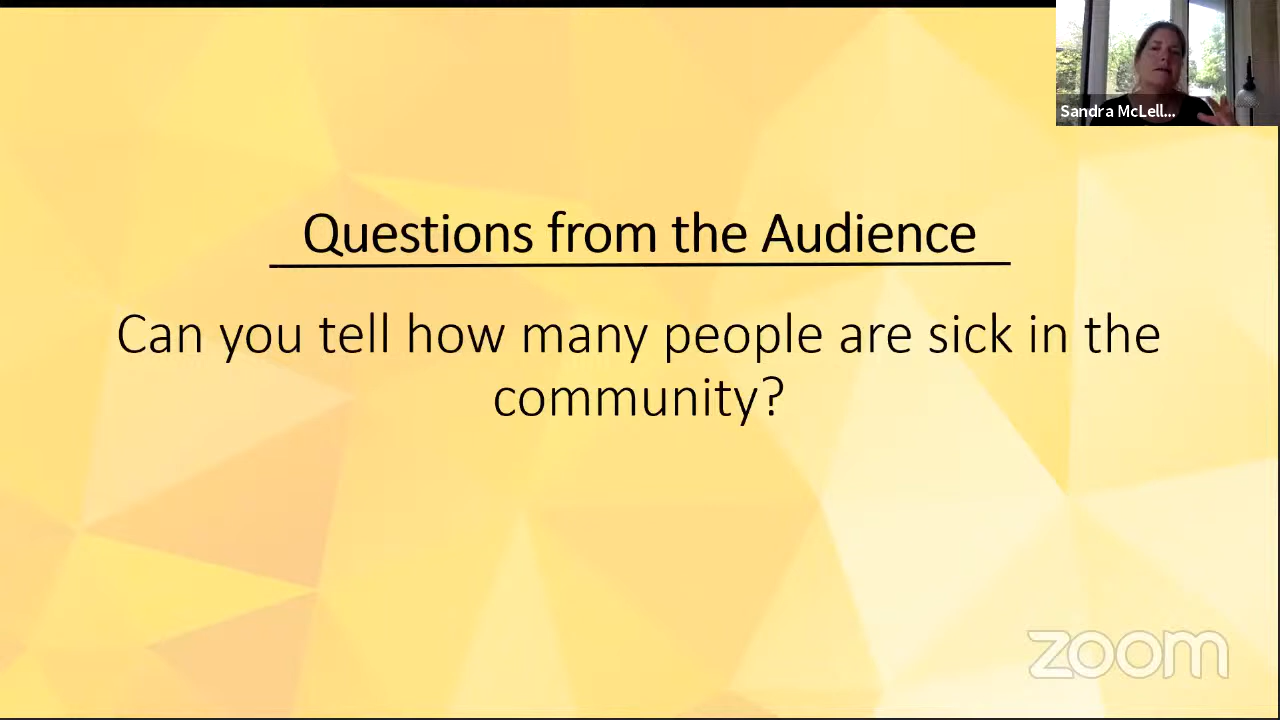 Sandra McLell...
Questions from the Audience
Can you tell how many people are sick in the
community?
zoom